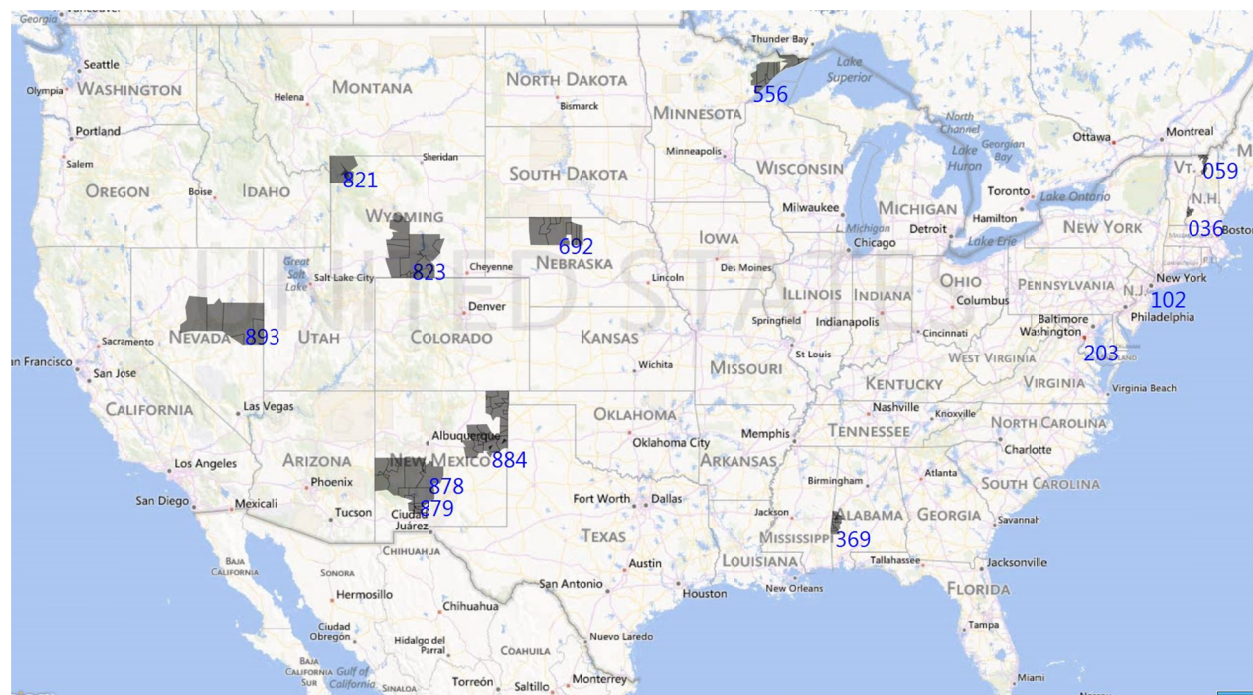 Georgia
Vancouver
Thunder Bay
Seattle
Olympia
WASHINGTON
Helena
MONTANA
NORTH DAKOTA
Bismarck
556
Lake Superior
MINNESOTA
North Channel
Ottawa
Montreal
Portland
Salem
OREGON
Boise
IDAHO
821
Sheridan
SOUTH DAKOTA
Minneapolis
WISCONSIN
Lake Huron
Georgian Bay
Toronto
Lake Ontario
Hamilton
VT.
059
N.H.
036
Boston
WYOMING
Milwaukee
MICHIGAN
Detroit
L. Michigan
Lake Erie
NEW YORK
692
NEBRASKA
IOWA
Chicago
Great Salt Lake
Salt Lake City
823
Cheyenne
Lincoln
Des Moines
UNITED STATES
ILLINOIS
INDIANA
OHIO
Columbus
PENNSYLVANIA
New York
N.J.
102
Philadelphia
Denver
Springfield
Indianapolis
Cincinnati
Baltimore
Washington
203
NEVADA
893
UTAH
COLORADO
KANSAS
Sacramento
an Francisco
San Jose
St Louis
WEST VIRGINIA
Wichita
MISSOURI
KENTUCKY
VIRGINIA
Virginia Beach
CALIFORNIA
Las Vegas
Nashville
Knoxville
OKLAHOMA
Oklahoma City
Memphis
TENNESSEE
NORTH CAROLINA
Charlotte
Albuquerque
Los Angeles
ARIZONA
NEW MEXICO
884
ARKANSAS
Atlanta
Phoenix
878
Birmingham
SOUTH CAROLINA
San Diego
Mexicali
Tucson
879
Ciudad Juárez
Fort Worth
Dallas
Jackson
ALABAMA
GEORGIA
Savannah
TEXAS
MISSISSIPPI
369
CHIHUAHJA
LOUISIANA
Tallahassee
Jacksonville
BAJA CALIFORNIA
SONORA
Austin
San Antonio
Houston
New Orleans
FLORIDA
Hermosillo
Chihuahua
Tampa
Ciudad Obregón
Hidalgo del Parral
COAHUILA
Nuevo Laredo
BAJA CALIFORNIA SUR
Gulf of California
SINALOA
Torreón
Saltillo
Monterrey
Miami